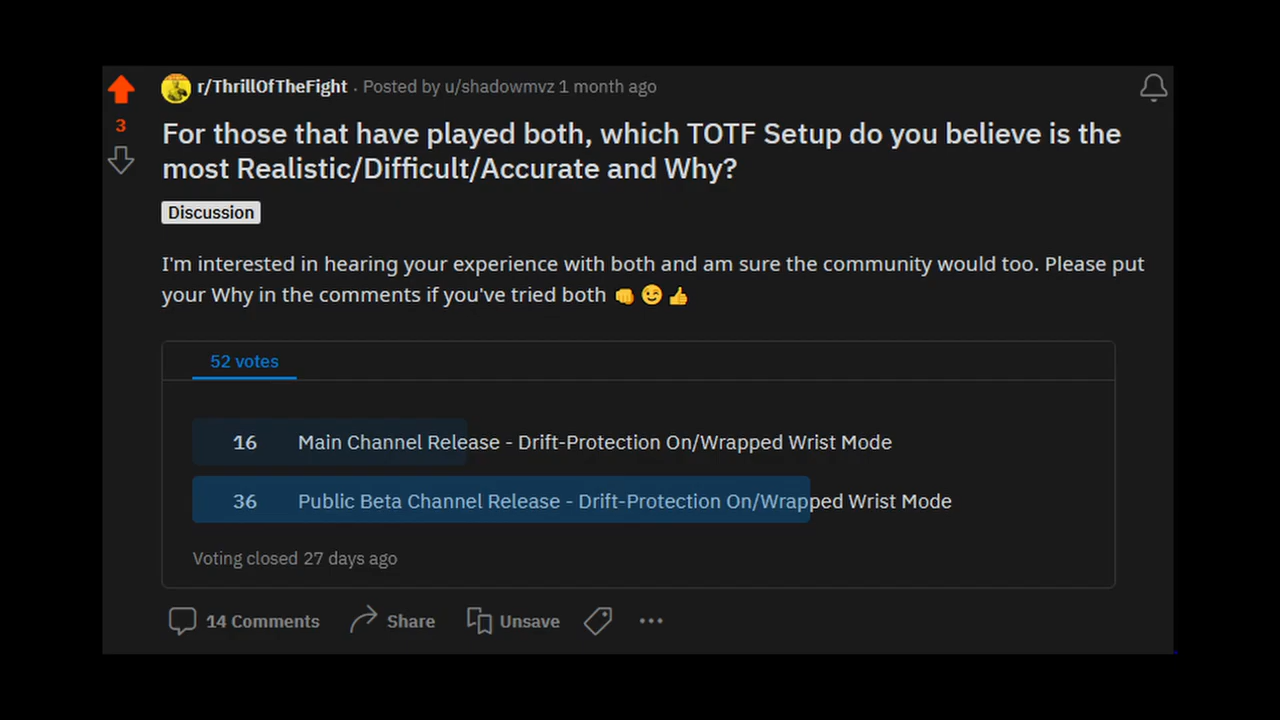 r/ThrillOfTheFight · Posted by u/shadowmvz 1 month ago
3
For those that have played both, which TOTF Setup do you believe is the
most Realistic/Difficult/Accurate and Why?
Discussion
I'm interested in hearing your experience with both and am sure the community would too. Please put
your Why in the comments if you've tried both 👊 😉 👍
52 votes
16 Main Channel Release - Drift-Protection On/Wrapped Wrist Mode
36 Public Beta Channel Release - Drift-Protection On/Wrapped Wrist Mode
Voting closed 27 days ago
14 Comments Share Unsave